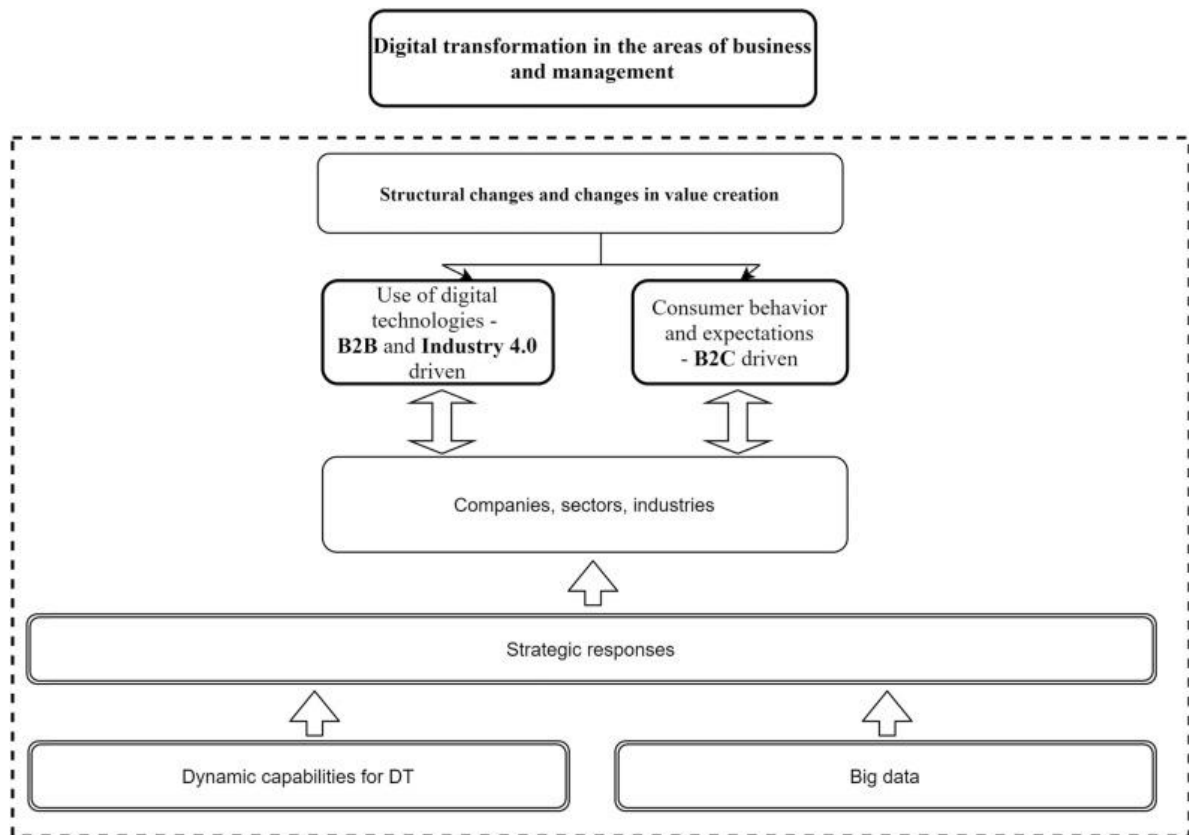 Digital transformation in the areas of business
and management
Structural changes and changes in value creation
Use of digital
technologies -
B2B and Industry 4.0
driven
Consumer behavior
and expectations
- B2C driven
Companies, sectors, industries
Strategic responses
Dynamic capabilities for DT
Big data